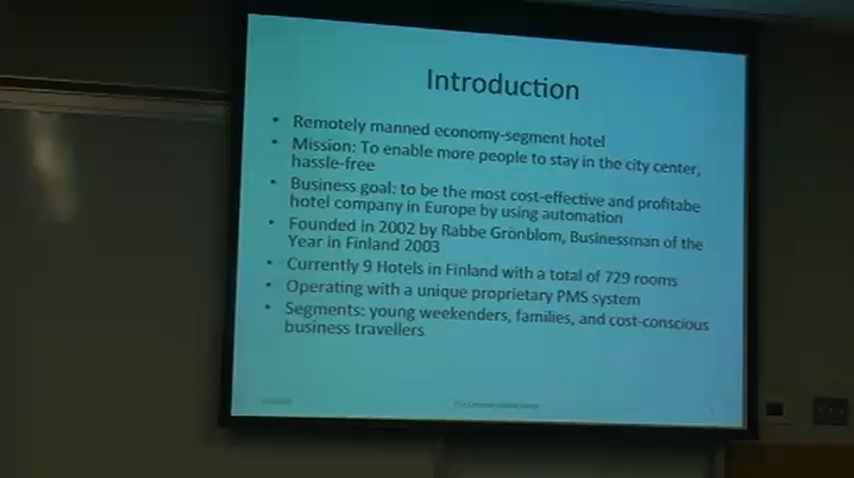 Introduction
• Remotely manned economy-segment hotel
• Mission: To enable more people to stay in the city center,
hassle-free
• Business goal: to be the most cost-effective and profitabe
hotel company in Europe by using automation
• Founded in 2002 by Rabbe Grönblom, Businessman of the
Year in Finland 2003
• Currently 9 Hotels in Finland with a total of 729 rooms
• Operating with a unique proprietary PMS system
• Segments: young weekenders, families, and cost-conscious
business travellers